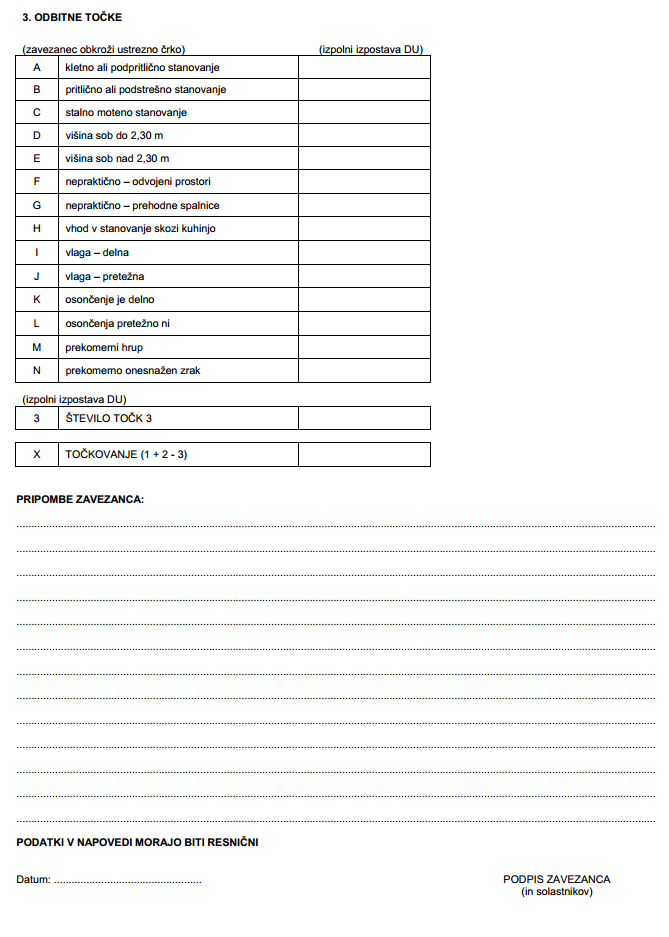 3. ODBITNE TOČKE
(zavezanec obkroži ustrezno črko) (izpolni izpostava DU)
A kletno ali podpritlično stanovanje
B pritlično ali podstrešno stanovanje
C stalno moteno stanovanje
D višina sob do 2,30 m
E višina sob nad 2,30 m
F nepraktično – odvojeni prostori
G nepraktično – prehodne spalnice
H vhod v stanovanje skozi kuhinjo
I vlaga – delna
J vlaga – pretežna
K osončenje je delno
L osončenja pretežno ni
M prekomerni hrup
N prekomerno onesnažen zrak
(izpolni izpostava DU)
3 ŠTEVILO TOČK 3
X TOČKOVANJE (1 + 2 - 3)
PRIPOMBE ZAVEZANCA:
PODATKI V NAPOVEDI MORAJO BITI RESNIČNI
Datum: .................................................. PODPIS ZAVEZANCA
(in solastnikov)